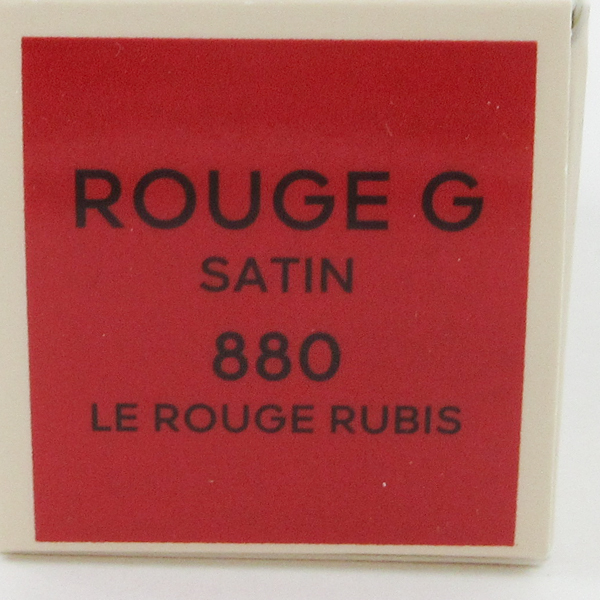 ROUGE G
SATIN
880
LE ROUGE RUBIS